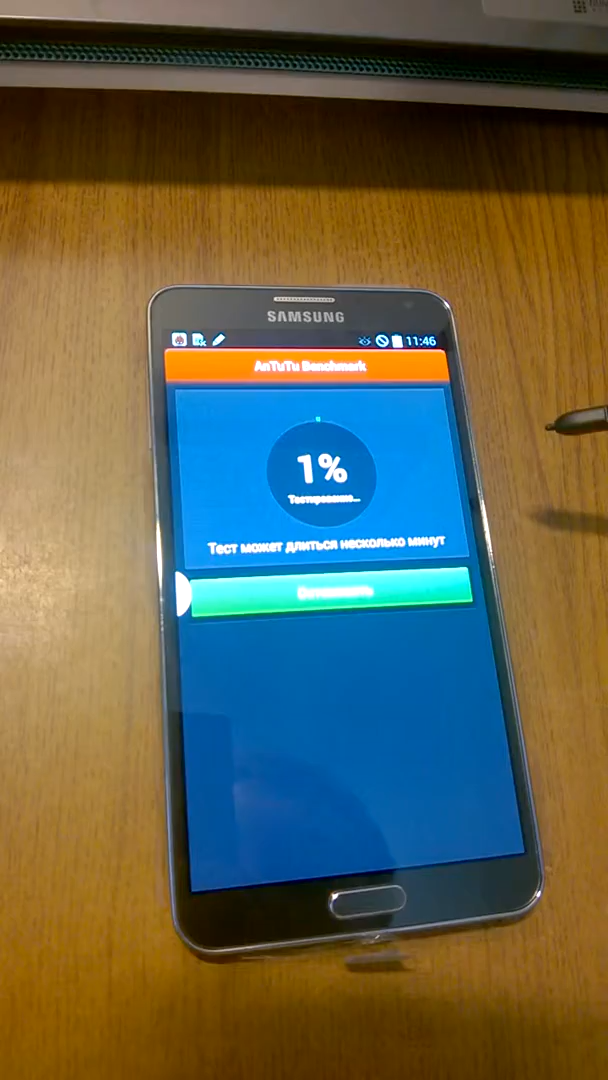 SAMSUNG
11:46
AnTuTu Benchmark
1%
Тестирование...
Тест может длиться несколько минут